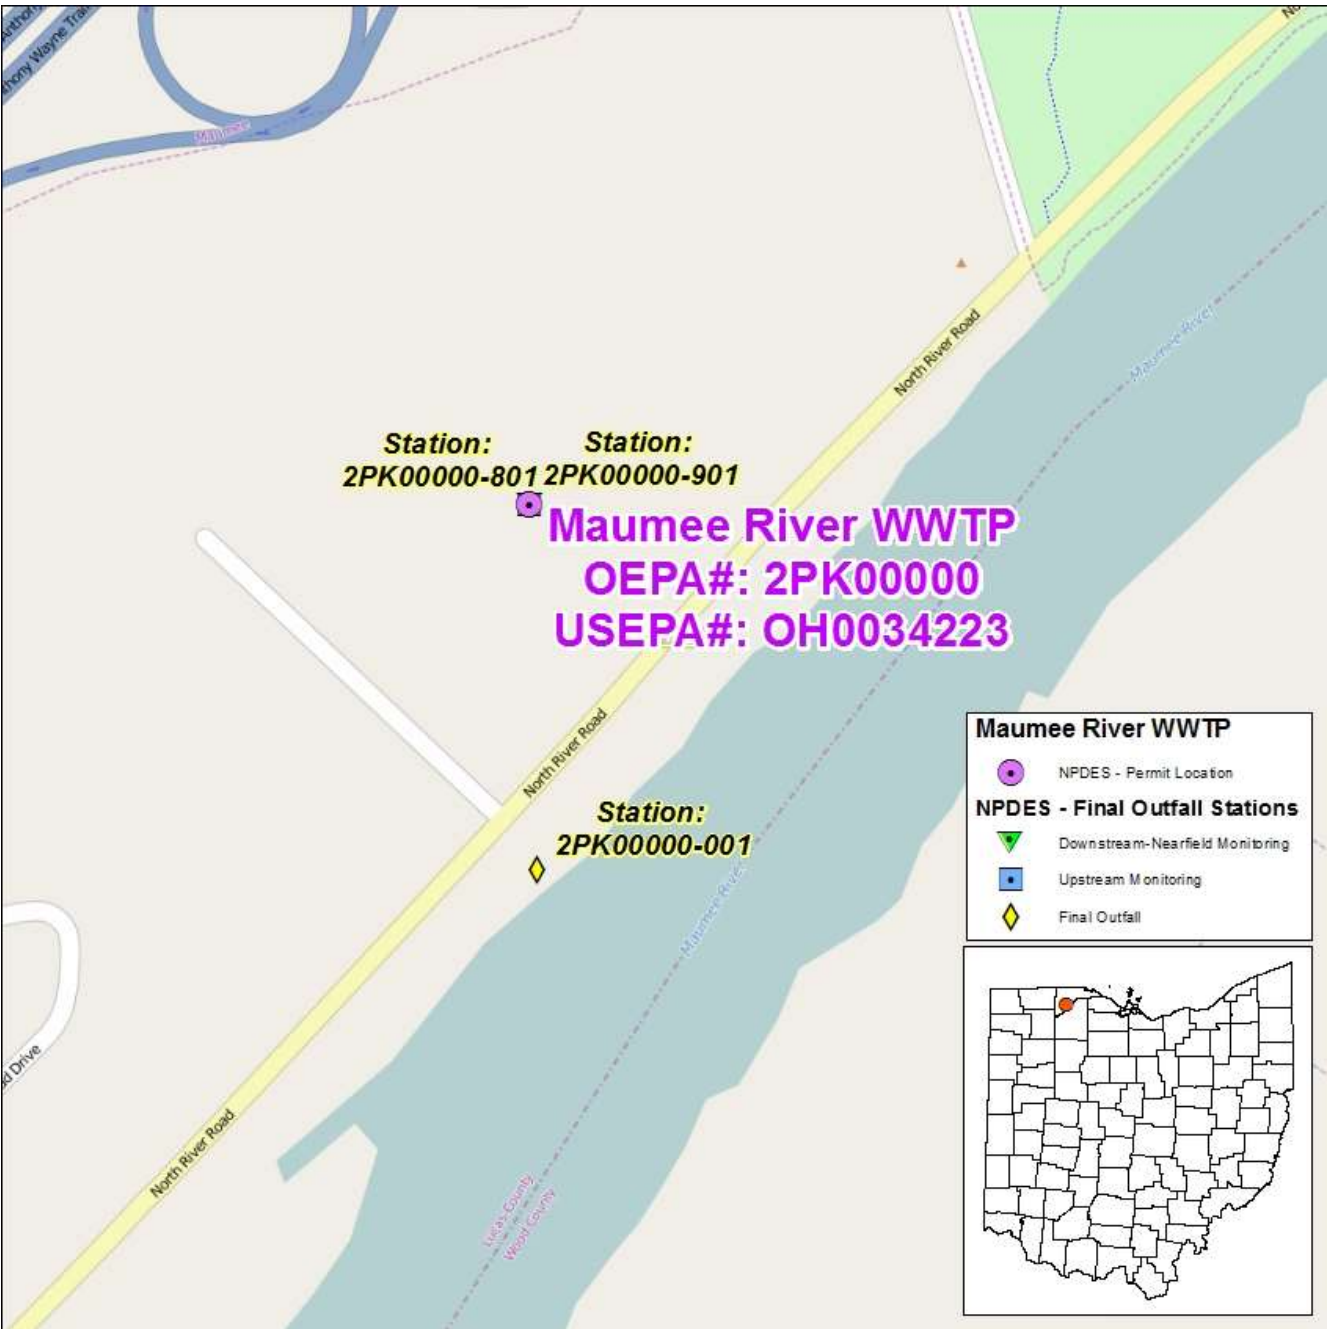 Anthony Wayne Trail
Maumee
North River Road
Maumee River
Station:
2PK00000-801
Station:
2PK00000-901
Maumee River WWTP
OEPA#: 2PK00000
USEPA#: OH0034223
North River Road
Station:
2PK00000-001
Maumee River
Drive
North River Road
Lucas County
Wood County
Maumee River WWTP
NPDES - Permit Location
NPDES - Final Outfall Stations
Downstream-Nearfield Monitoring
Upstream Monitoring
Final Outfall